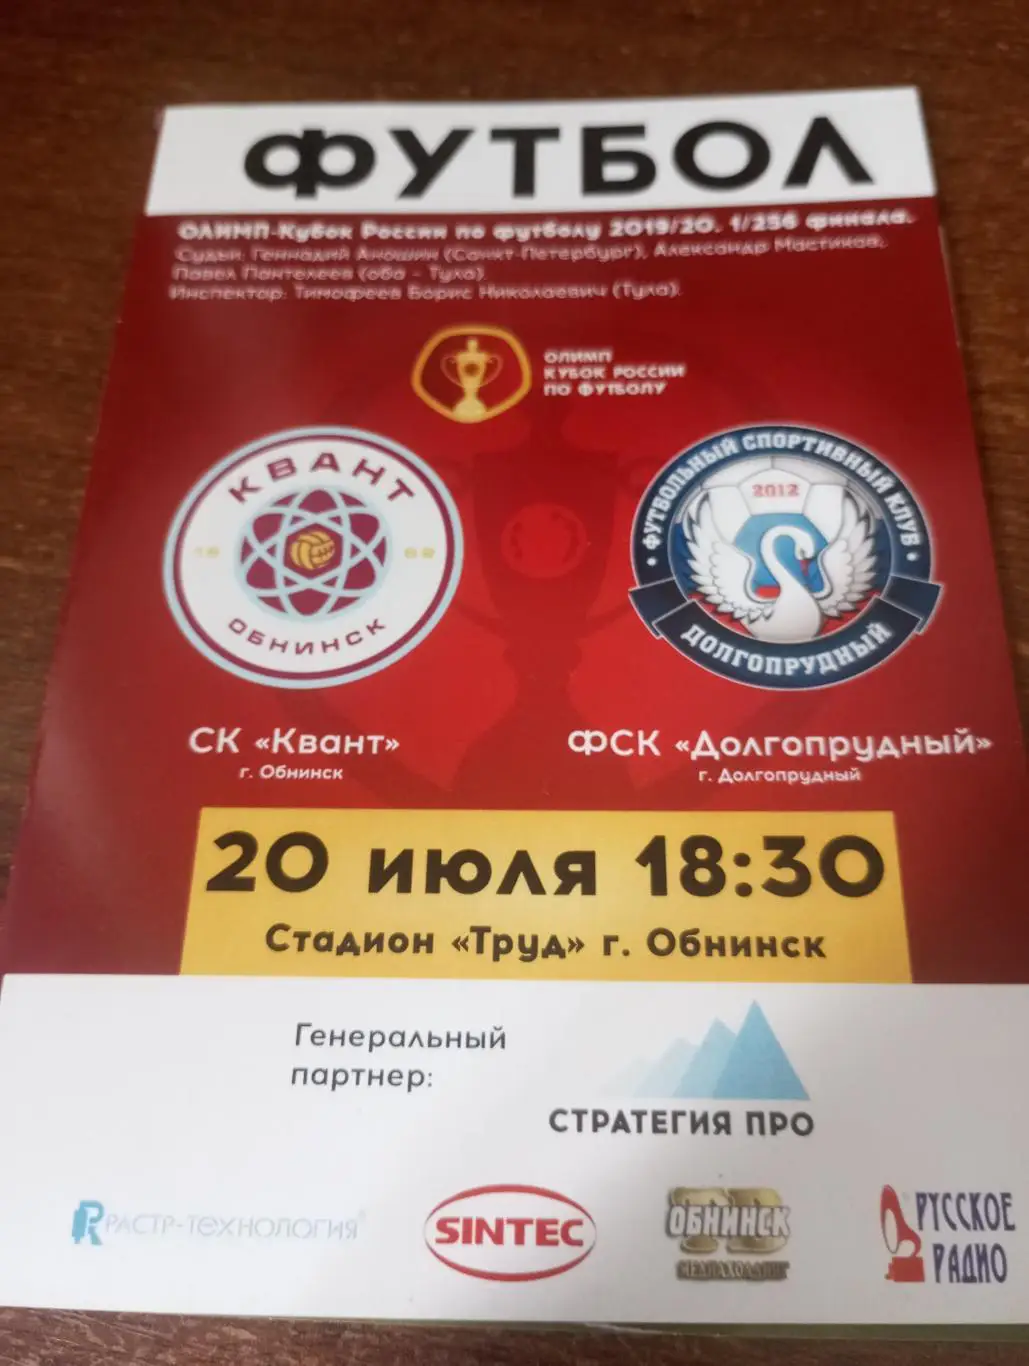 ФУТБОЛ
ОЛИМП-Кубок России по футболу 2019/20. 1/256 финала.
Судьи: Геннадий Аношин (Санкт-Петербург), Александр Мастиков,
Павел Пантелеев (оба - Тула).
Инспектор: Тимофеев Борис Николаевич (Тула).
ОЛИМП
КУБОК РОССИИ
ПО ФУТБОЛУ
КВАНТ
ОБНИНСК
ФУТБОЛЬНЫЙ СПОРТИВНЫЙ КЛУБ
2012
ДОЛГОПРУДНЫЙ
СК «Квант»
г. Обнинск
ФСК «Долгопрудный»
г. Долгопрудный
20 ИЮЛЯ 18:30
Стадион «Труд» г. Обнинск
Генеральный
партнер:
СТРАТЕГИЯ ПРО
РАСТР-ТЕХНОЛОГИЯ
SINTEC
ОБНИНСК
МЕДИАХОЛДИНГ
РУССКОЕ
РАДИО